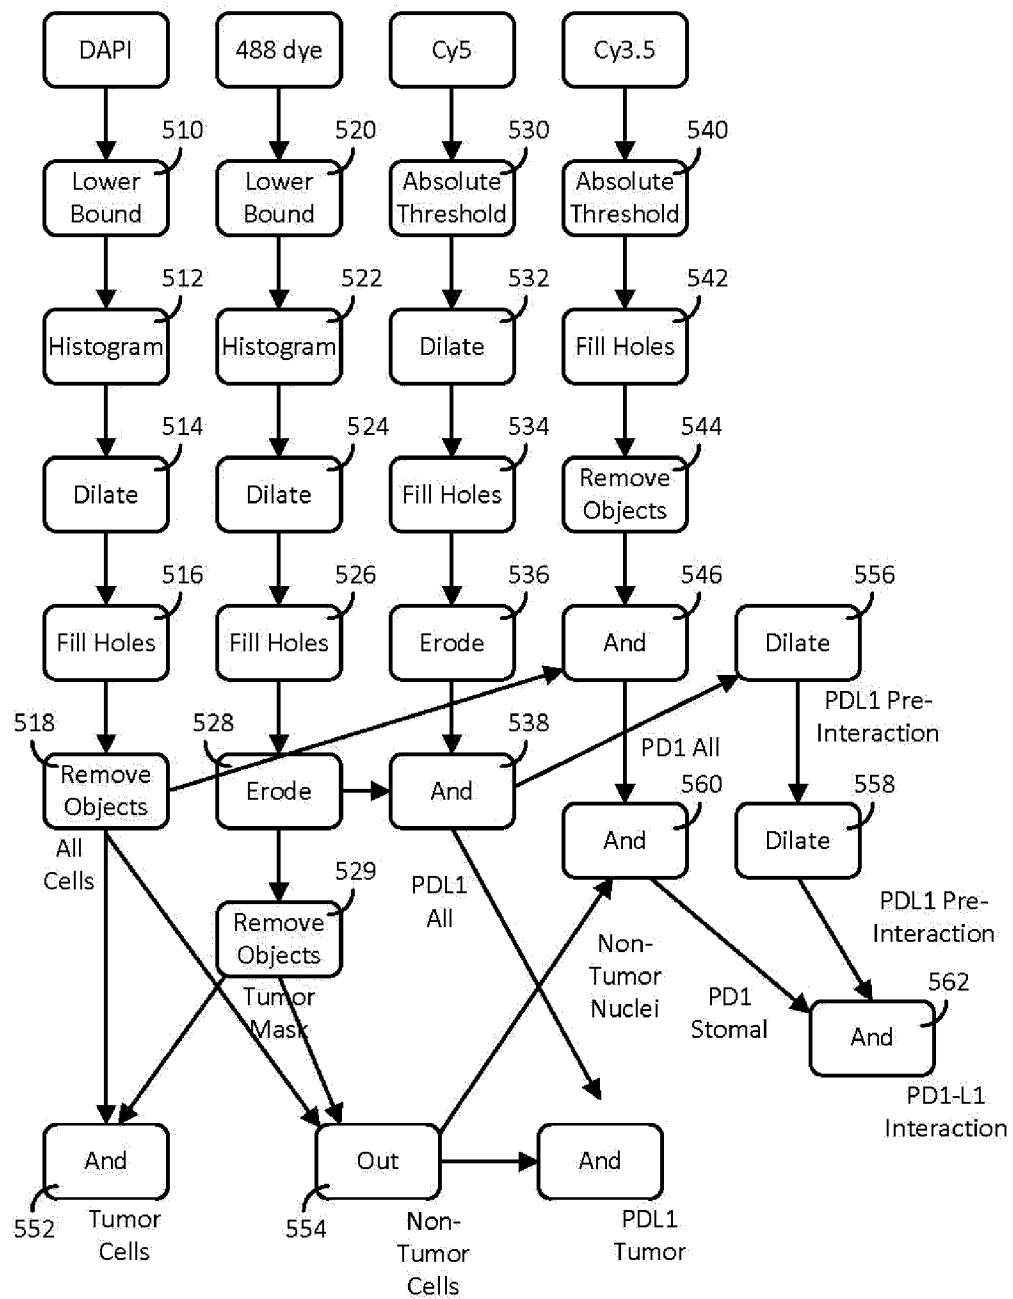 DAPI
488 dye
Cy5
Cy3.5
510
520
530
540
Lower
Bound
Lower
Bound
Absolute
Threshold
Absolute
Threshold
512
522
532
542
Histogram
Histogram
Dilate
Fill Holes
514
524
534
544
Dilate
Dilate
Fill Holes
Remove
Objects
516
526
536
546
556
Fill Holes
Fill Holes
Erode
And
Dilate
518
528
538
PD1 All
PDL1 Pre-
Interaction
Remove
Objects
Erode
And
560
558
And
Dilate
All
Cells
529
PDL1
All
Remove
Objects
Tumor
Mask
Non-
Tumor
Nuclei
PDL1 Pre-
Interaction
PD1
Stomal
562
And
PD1-L1
Interaction
And
Out
And
552
Tumor
Cells
554
Non-
Tumor
Cells
PDL1
Tumor